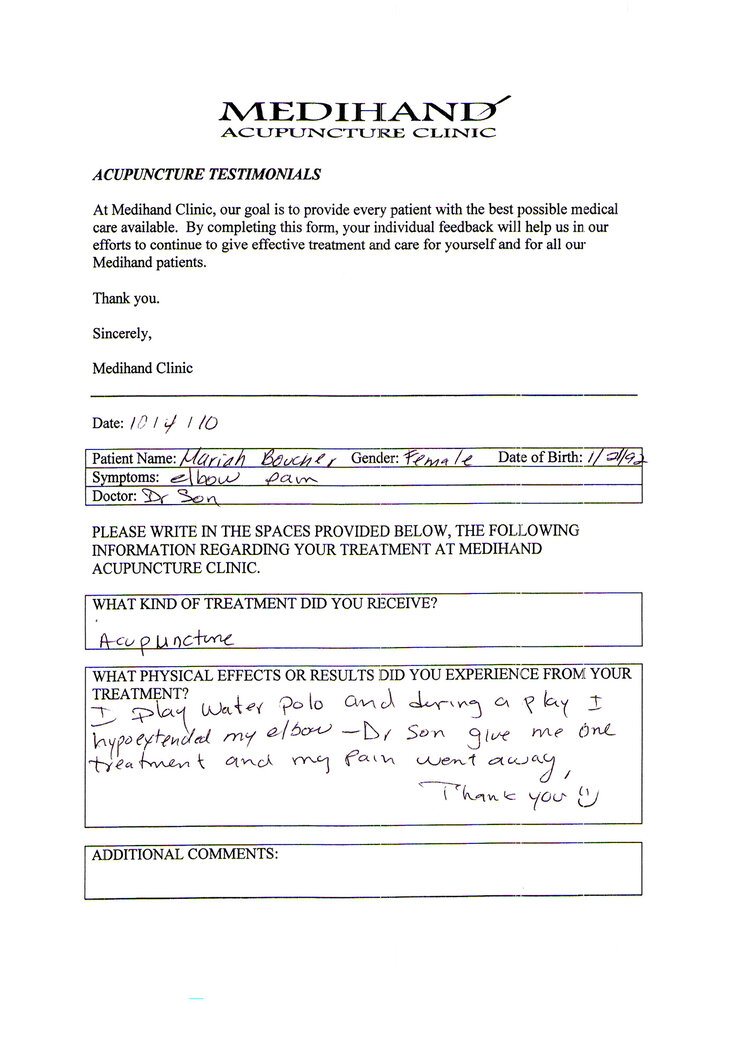 MEDIHAND
ACUPUNCTURE CLINIC
ACUPUNCTURE TESTIMONIALS
At Medihand Clinic, our goal is to provide every patient with the best possible medical
care available. By completing this form, your individual feedback will help us in our
efforts to continue to give effective treatment and care for yourself and for all our
Medihand patients.
Thank you.
Sincerely,
Medihand Clinic
Date:
Patient Name: Mariah Boucher Gender: Female Date of Birth:
Symptoms: elbow pain
Doctor: Dr Son
PLEASE WRITE IN THE SPACES PROVIDED BELOW, THE FOLLOWING
INFORMATION REGARDING YOUR TREATMENT AT MEDIHAND
ACUPUNCTURE CLINIC.
WHAT KIND OF TREATMENT DID YOU RECEIVE?
Acupuncture
WHAT PHYSICAL EFFECTS OR RESULTS DID YOU EXPERIENCE FROM YOUR
TREATMENT?
I play water polo and during a play I
hypoextended my elbow - Dr Son give me one
treatment and my pain went away,
Thank you
ADDITIONAL COMMENTS: